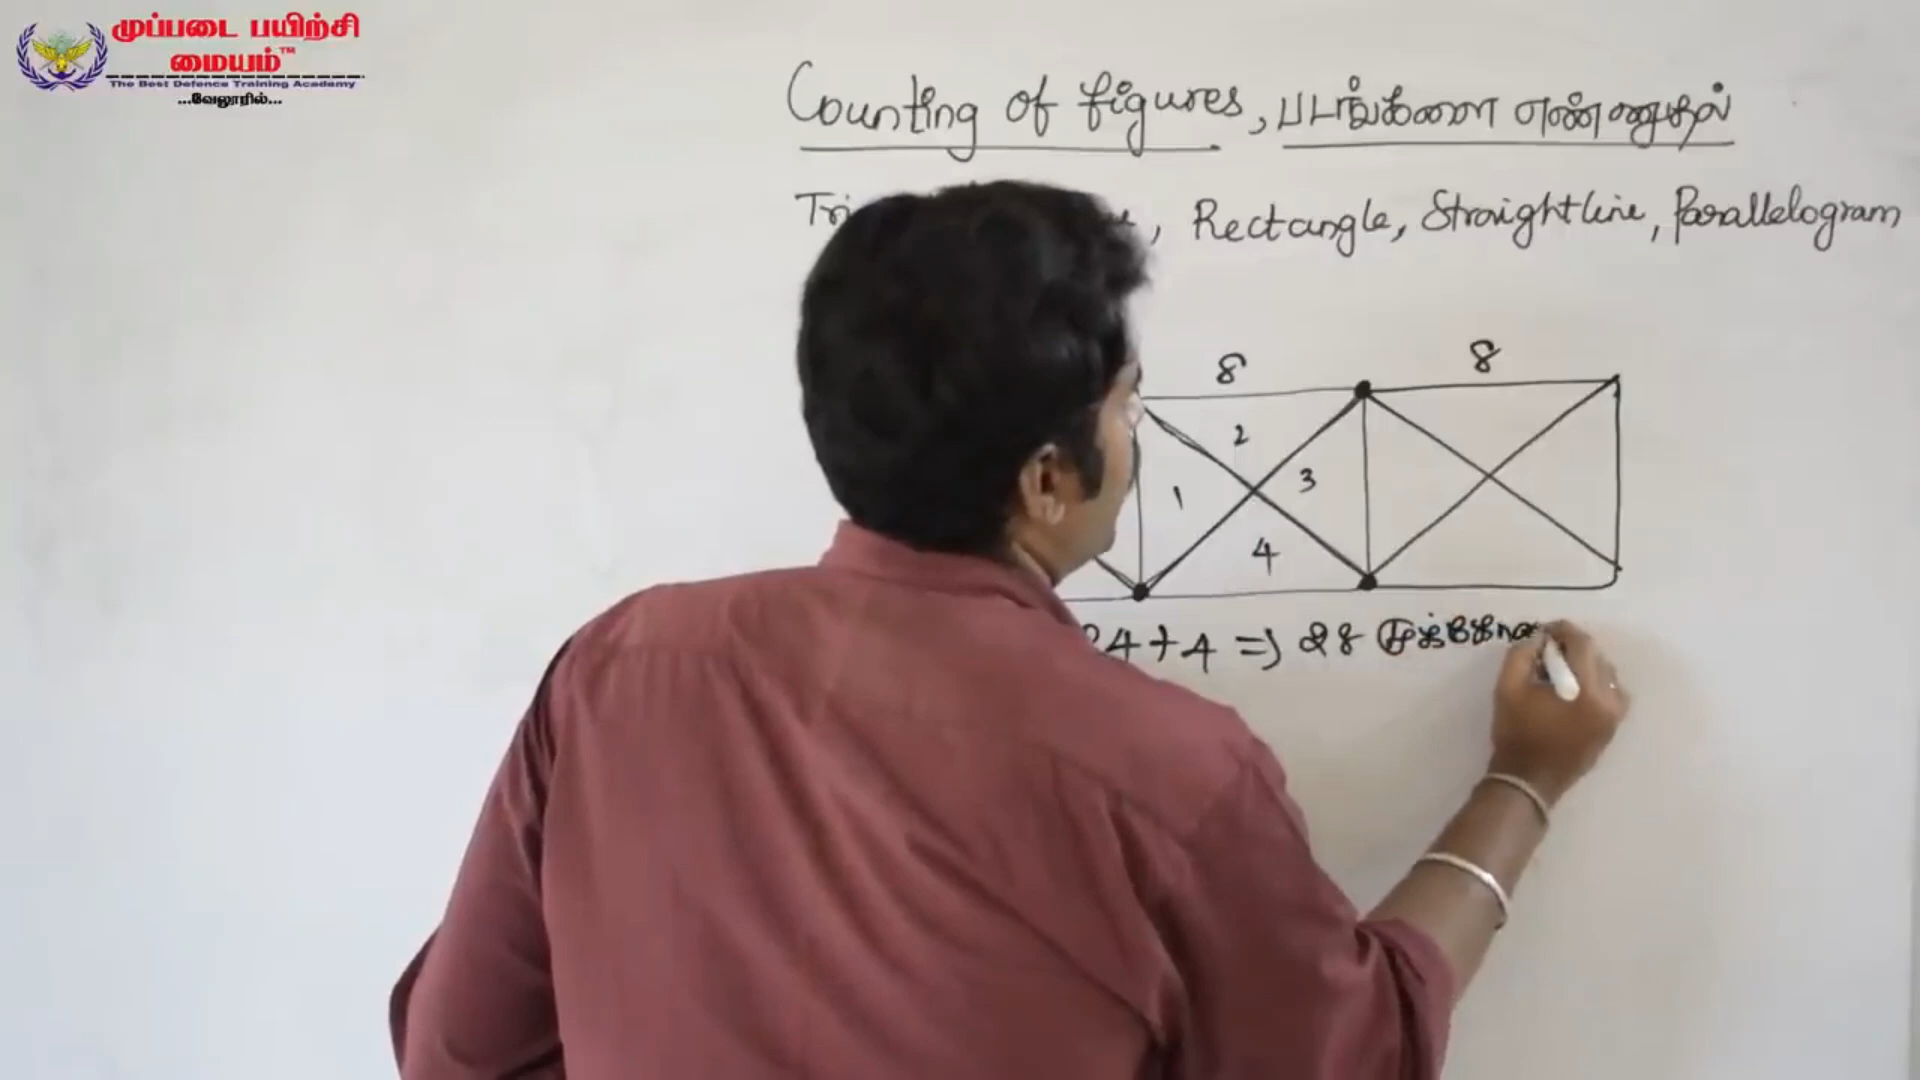 முப்படை பயிற்சி
மையம்™
The Best Defence Training Academy
...வேலூரில்...
Counting of figures, படங்களை எண்ணுதல்
Rectangle, Straightline, Parallelogram
8 8
2
1 3
4
4+4 => 28